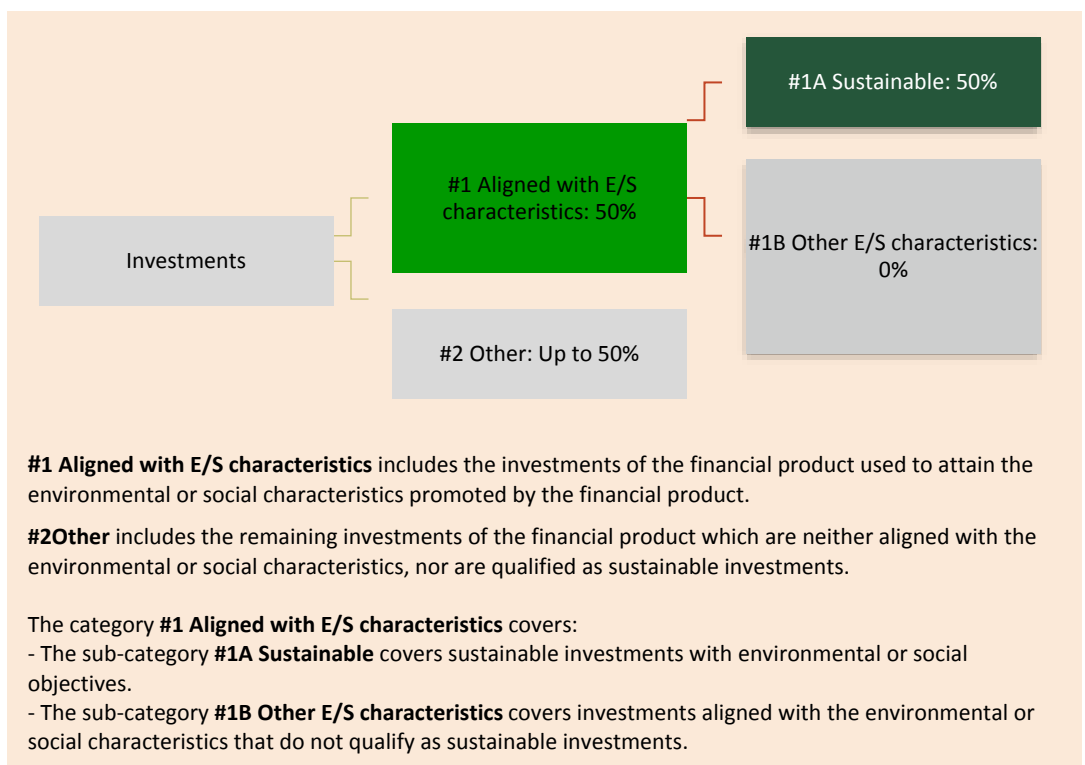 #1A Sustainable: 50%
#1 Aligned with E/S
characteristics: 50%
Investments
#1B Other E/S characteristics:
0%
#2 Other: Up to 50%
#1 Aligned with E/S characteristics includes the investments of the financial product used to attain the
environmental or social characteristics promoted by the financial product.
#2Other includes the remaining investments of the financial product which are neither aligned with the
environmental or social characteristics, nor are qualified as sustainable investments.
The category #1 Aligned with E/S characteristics covers:
- The sub-category #1A Sustainable covers sustainable investments with environmental or social
objectives.
- The sub-category #1B Other E/S characteristics covers investments aligned with the environmental or
social characteristics that do not qualify as sustainable investments.